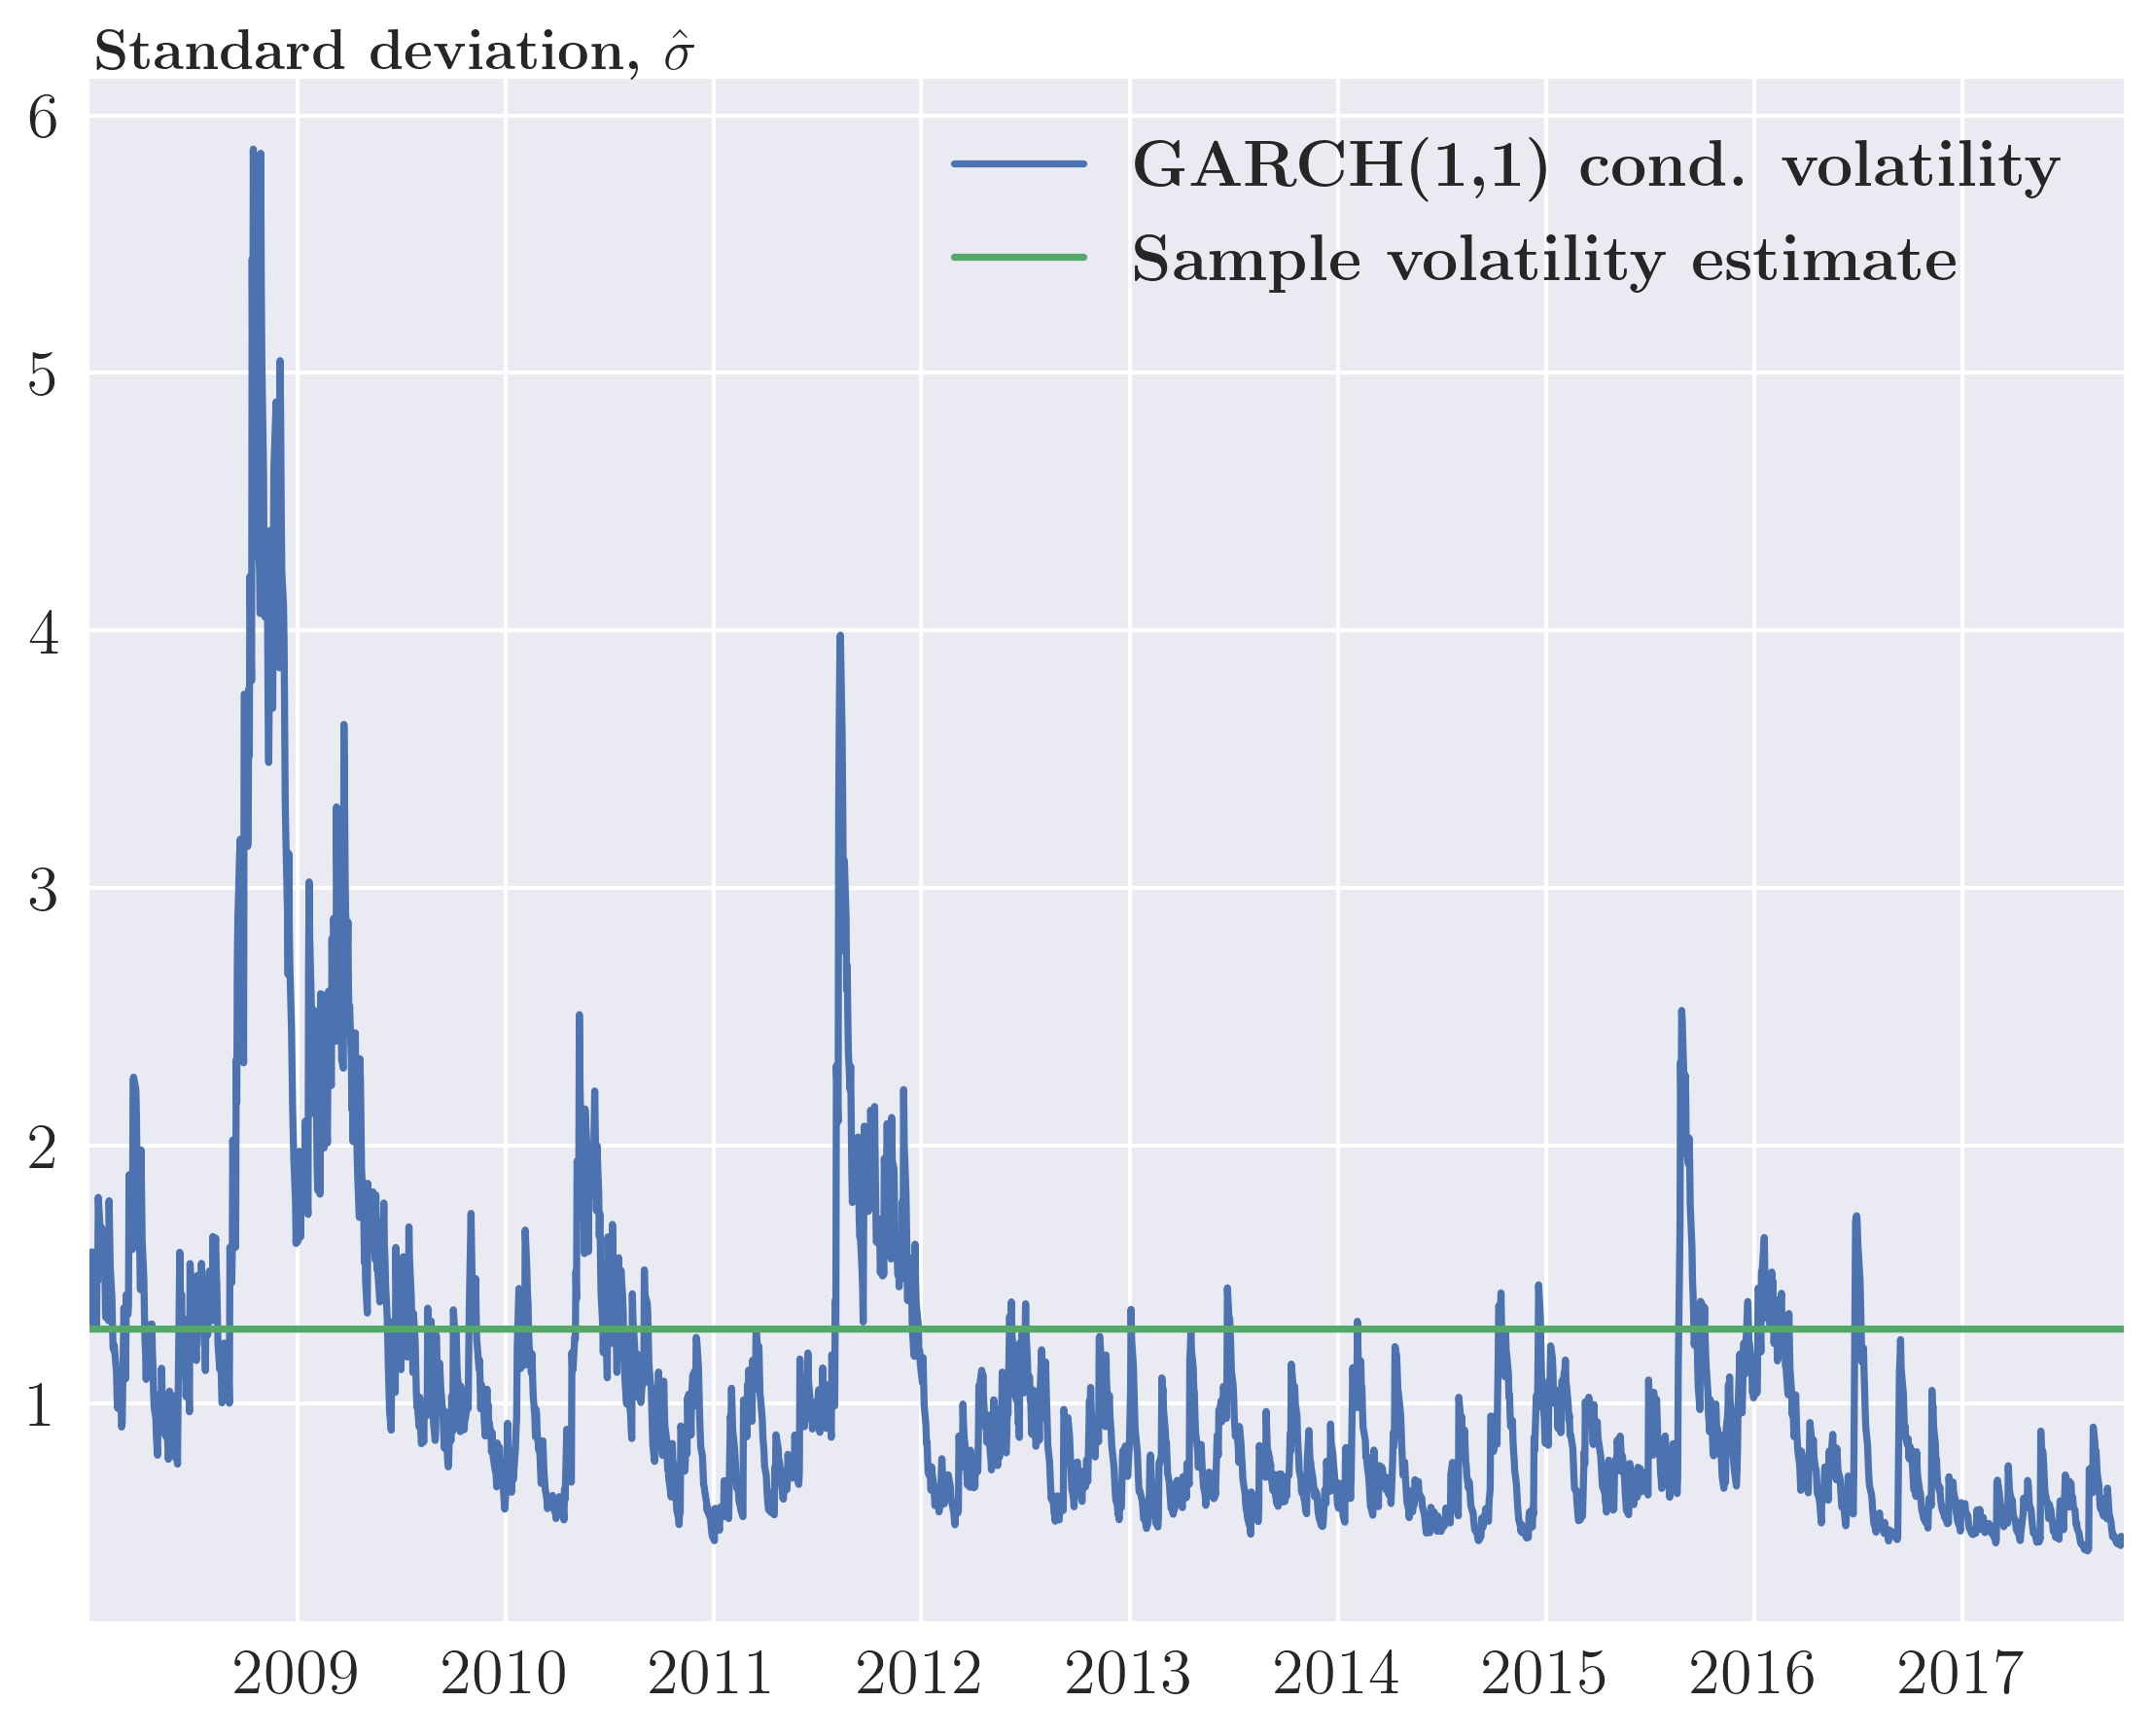 Standard deviation, σ̂
6
GARCH(1,1) cond. volatility
Sample volatility estimate
5
4
3
2
1
2009 2010 2011 2012 2013 2014 2015 2016 2017